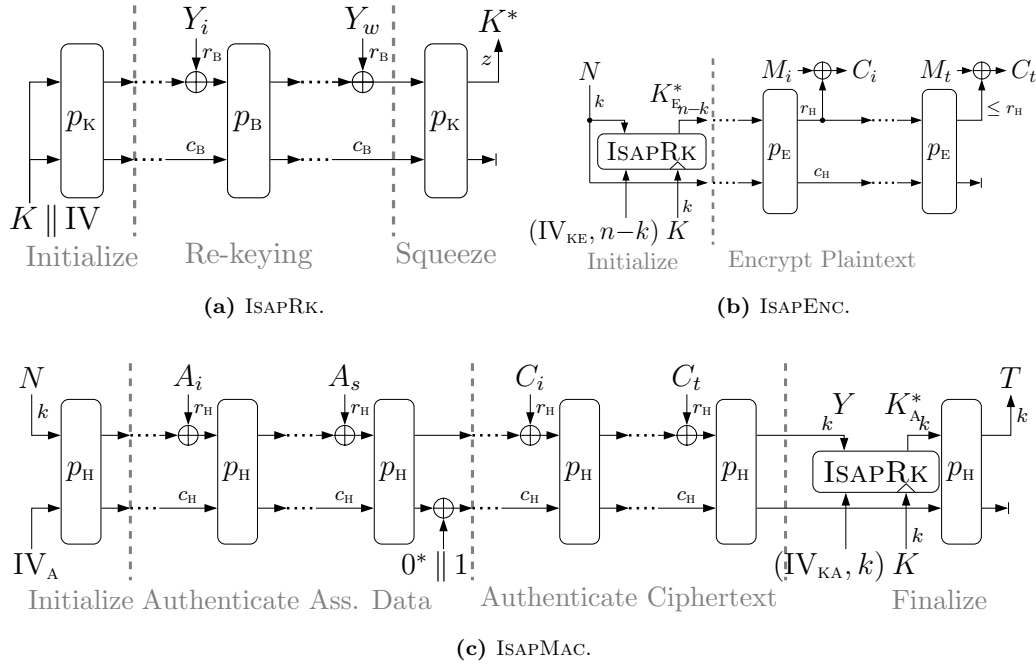 Y_i Y_w K*
r_B r_B z
p_K p_B p_K
c_B c_B
K ∥ IV
Initialize Re-keying Squeeze
(a) ISAPRK.
N M_i C_i M_t C_t
k K*_E n−k r_H ≤ r_H
ISAPRK p_E p_E
c_H
k
(IV_KE, n−k) K
Initialize Encrypt Plaintext
(b) ISAPENC.
N A_i A_s C_i C_t Y K*_A T
k r_H r_H r_H r_H k k k
p_H p_H p_H p_H p_H ISAPRK p_H
c_H c_H c_H c_H
k
IV_A 0* ∥ 1 (IV_KA, k) K
Initialize Authenticate Ass. Data Authenticate Ciphertext Finalize
(c) ISAPMAC.